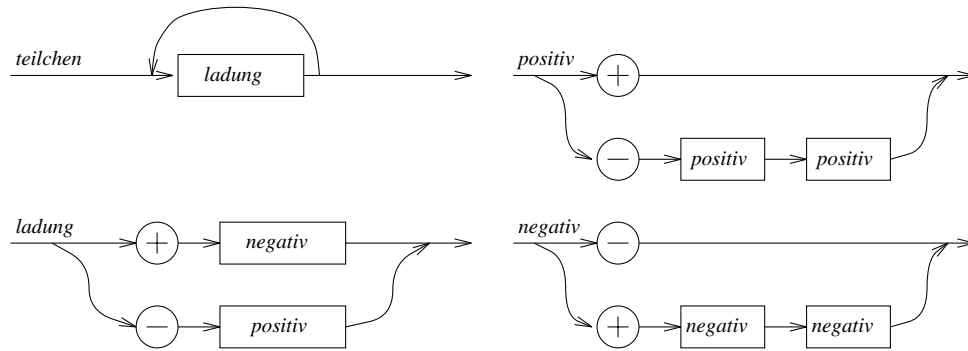 teilchen
ladung
positiv
+
− positiv positiv
ladung
+ negativ
− positiv
negativ
−
+ negativ negativ